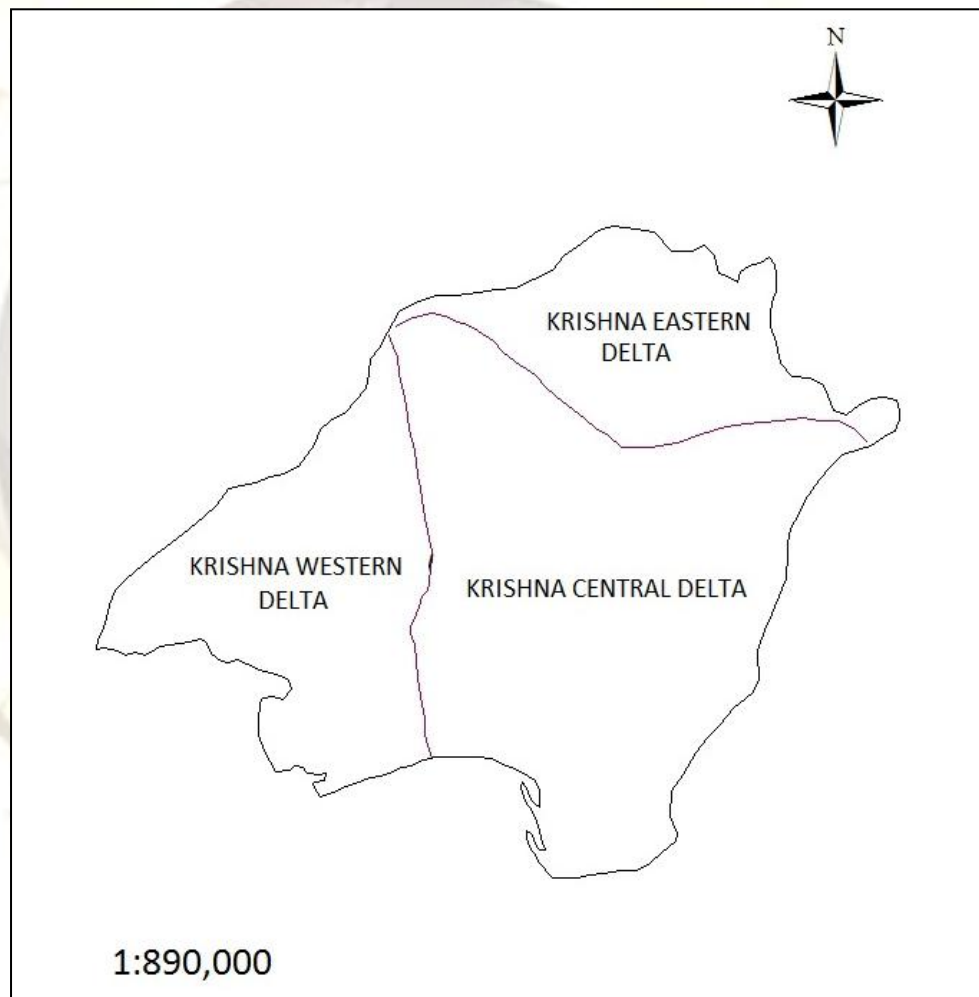 N
KRISHNA EASTERN
DELTA
KRISHNA WESTERN
DELTA
KRISHNA CENTRAL DELTA
1:890,000